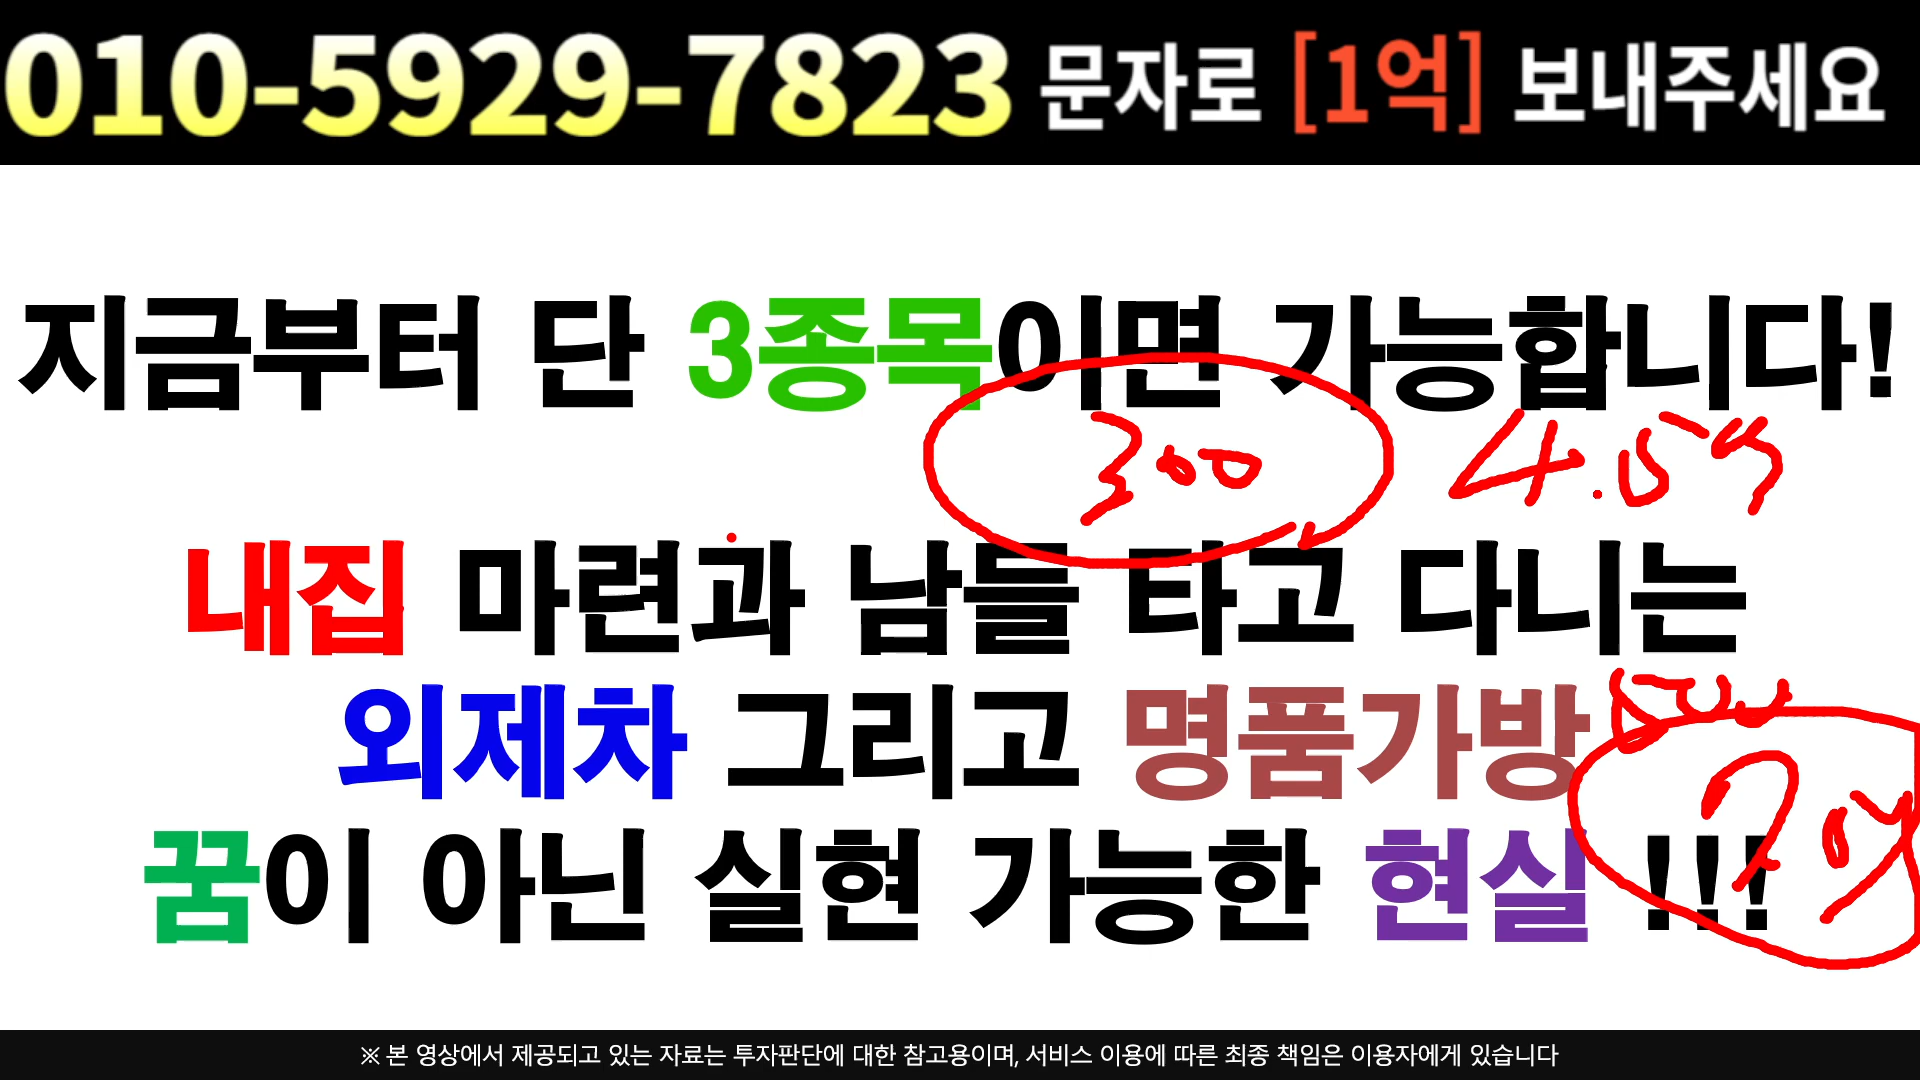 010-5929-7823 문자로 [1억] 보내주세요
지금부터 단 3종목이면 가능합니다!
300
4.5억
내집 마련과 남들 타고 다니는
외제차 그리고 명품가방
500
꿈이 아닌 실현 가능한 현실 !!!
※ 본 영상에서 제공되고 있는 자료는 투자판단에 대한 참고용이며, 서비스 이용에 따른 최종 책임은 이용자에게 있습니다